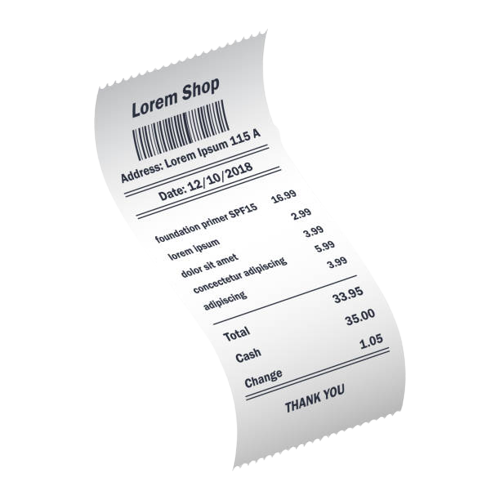 Lorem Shop
Address: Lorem Ipsum 115 A
Date: 12/10/2018
foundation primer SPF15 16.99
lorem ipsum 2.99
dolor sit amet 3.99
concectetur adipiscing 5.99
adipiscing 3.99
Total 33.95
Cash 35.00
Change 1.05
THANK YOU